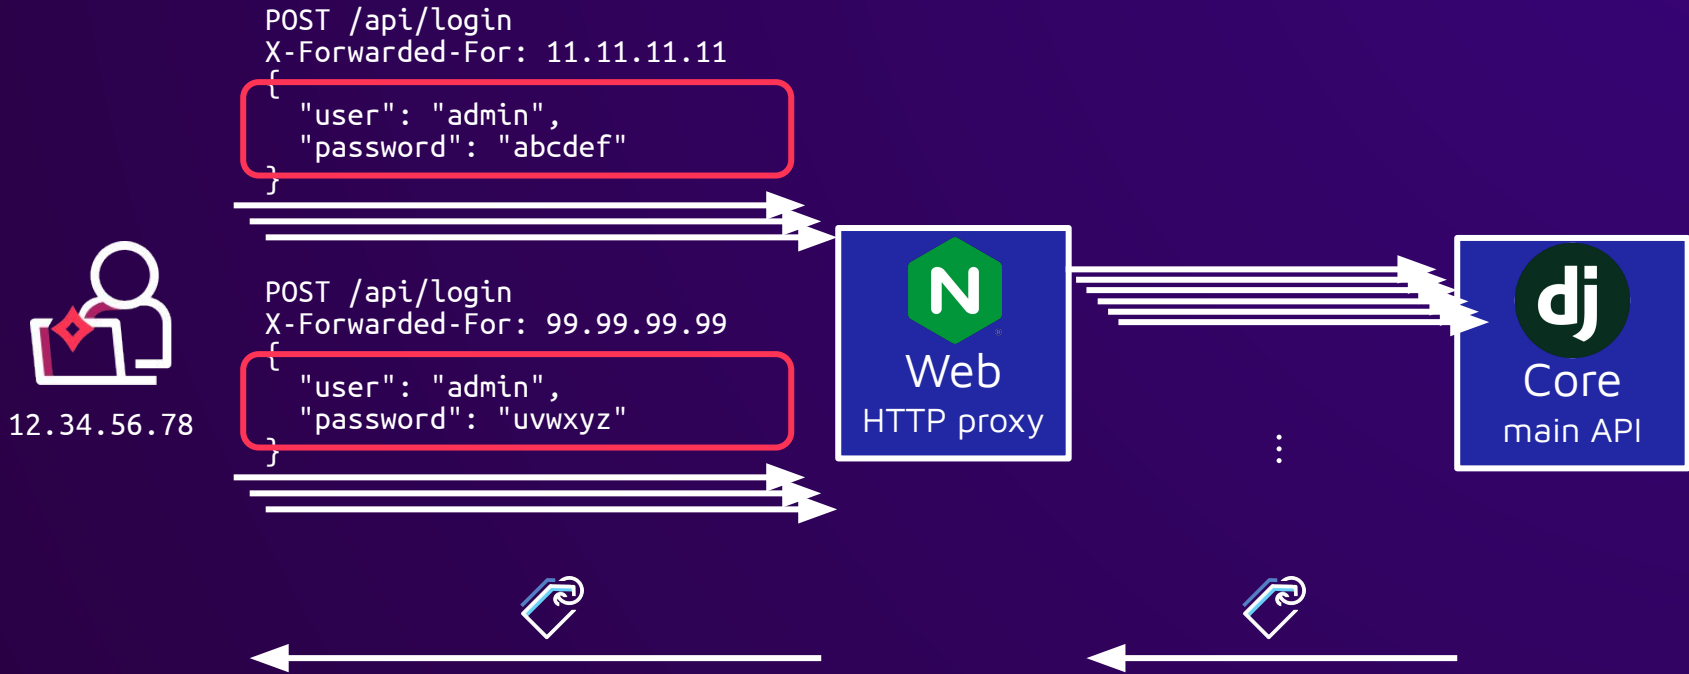 POST /api/login
X-Forwarded-For: 11.11.11.11
{
"user": "admin",
"password": "abcdef"
}
POST /api/login
X-Forwarded-For: 99.99.99.99
{
"user": "admin",
"password": "uvwxyz"
}
12.34.56.78
N
Web
HTTP proxy
⋮
dj
Core
main API